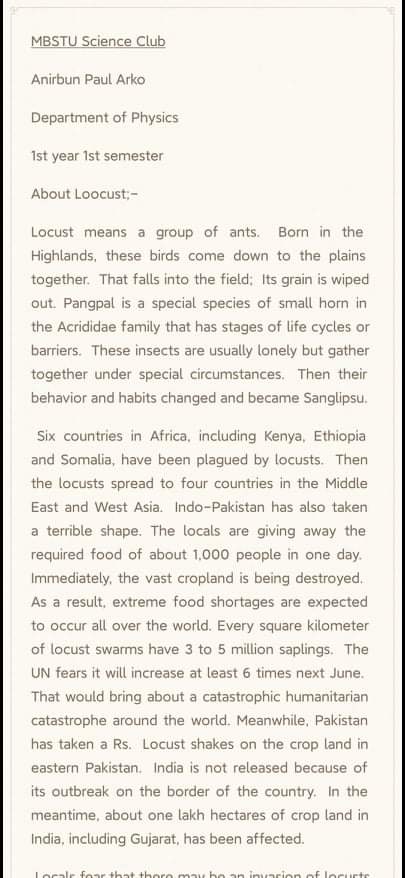 MBSTU Science Club
Anirbun Paul Arko
Department of Physics
1st year 1st semester
About Loocust;-
Locust means a group of ants. Born in the
Highlands, these birds come down to the plains
together. That falls into the field; Its grain is wiped
out. Pangpal is a special species of small horn in
the Acrididae family that has stages of life cycles or
barriers. These insects are usually lonely but gather
together under special circumstances. Then their
behavior and habits changed and became Sanglipsu.
Six countries in Africa, including Kenya, Ethiopia
and Somalia, have been plagued by locusts. Then
the locusts spread to four countries in the Middle
East and West Asia. Indo-Pakistan has also taken
a terrible shape. The locals are giving away the
required food of about 1,000 people in one day.
Immediately, the vast cropland is being destroyed.
As a result, extreme food shortages are expected
to occur all over the world. Every square kilometer
of locust swarms have 3 to 5 million saplings. The
UN fears it will increase at least 6 times next June.
That would bring about a catastrophic humanitarian
catastrophe around the world. Meanwhile, Pakistan
has taken a Rs. Locust shakes on the crop land in
eastern Pakistan. India is not released because of
its outbreak on the border of the country. In the
meantime, about one lakh hectares of crop land in
India, including Gujarat, has been affected.
Locals fear that there may be an invasion of locusts